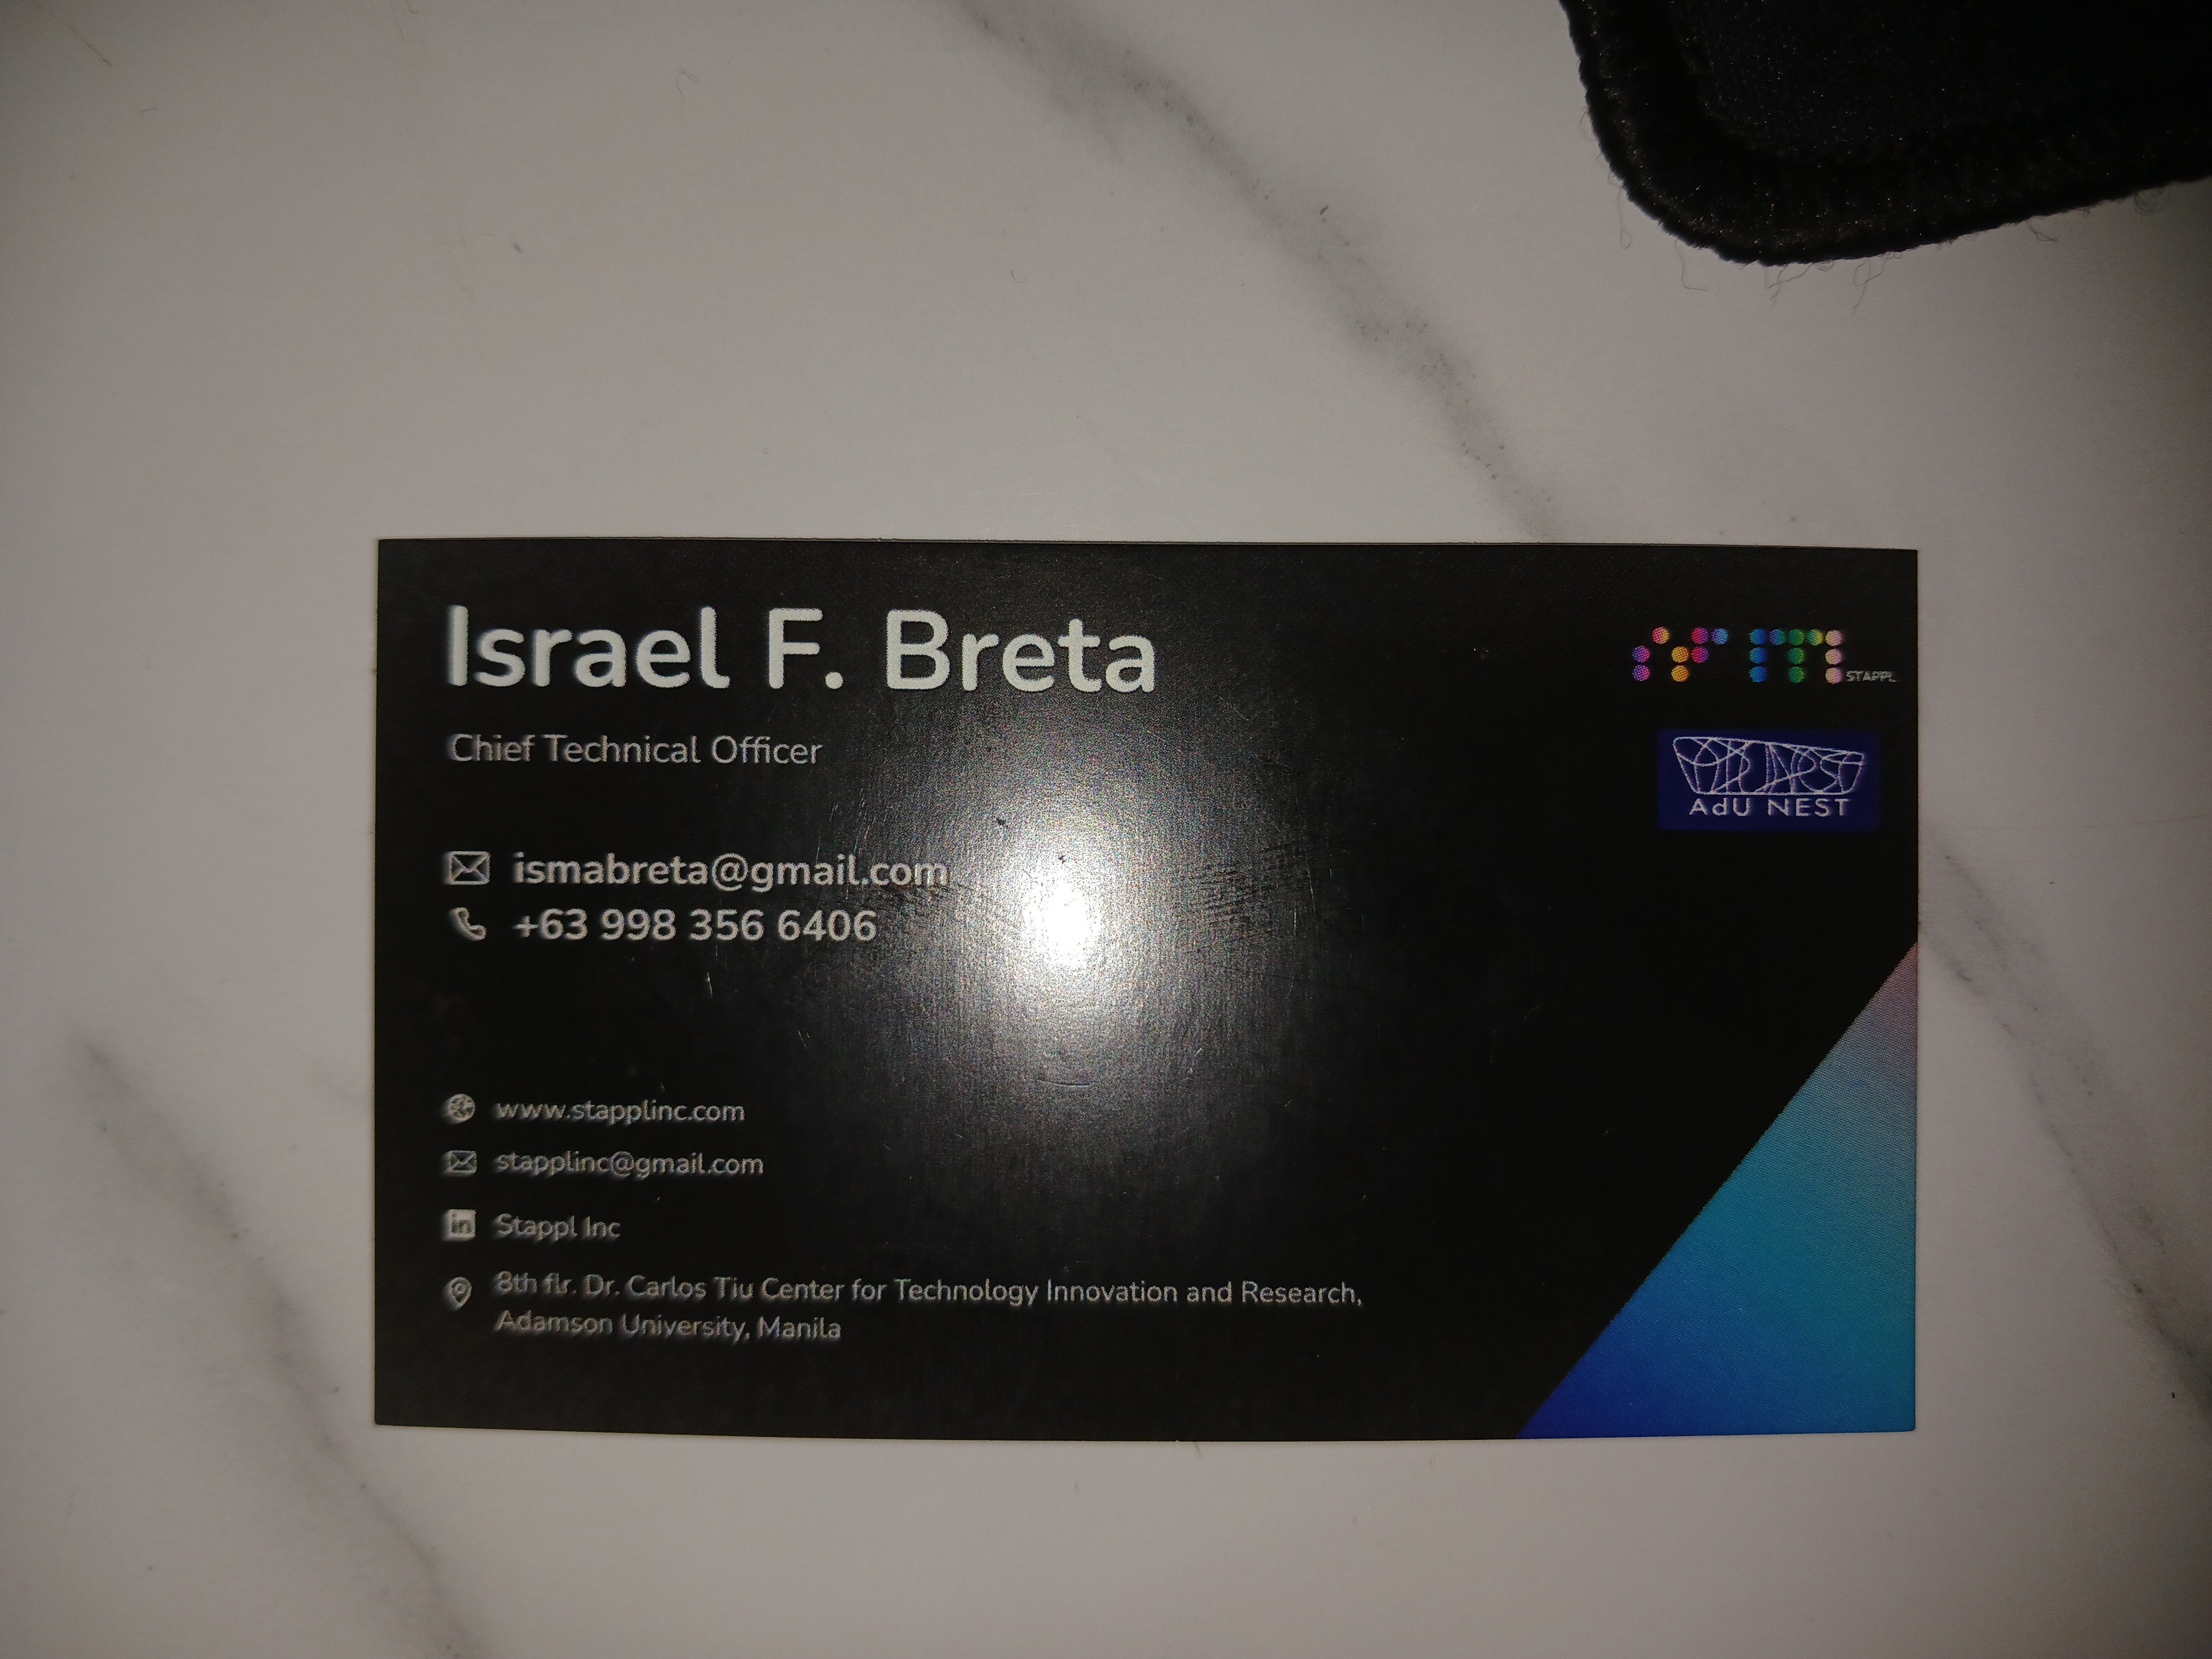 Israel F. Breta
Chief Technical Officer
ismabreta@gmail.com
+63 998 356 6406
www.stapplinc.com
stapplinc@gmail.com
in
Stappl Inc
8th flr. Dr. Carlos Tiu Center for Technology Innovation and Research,
Adamson University, Manila
STAPPL
AdU NEST